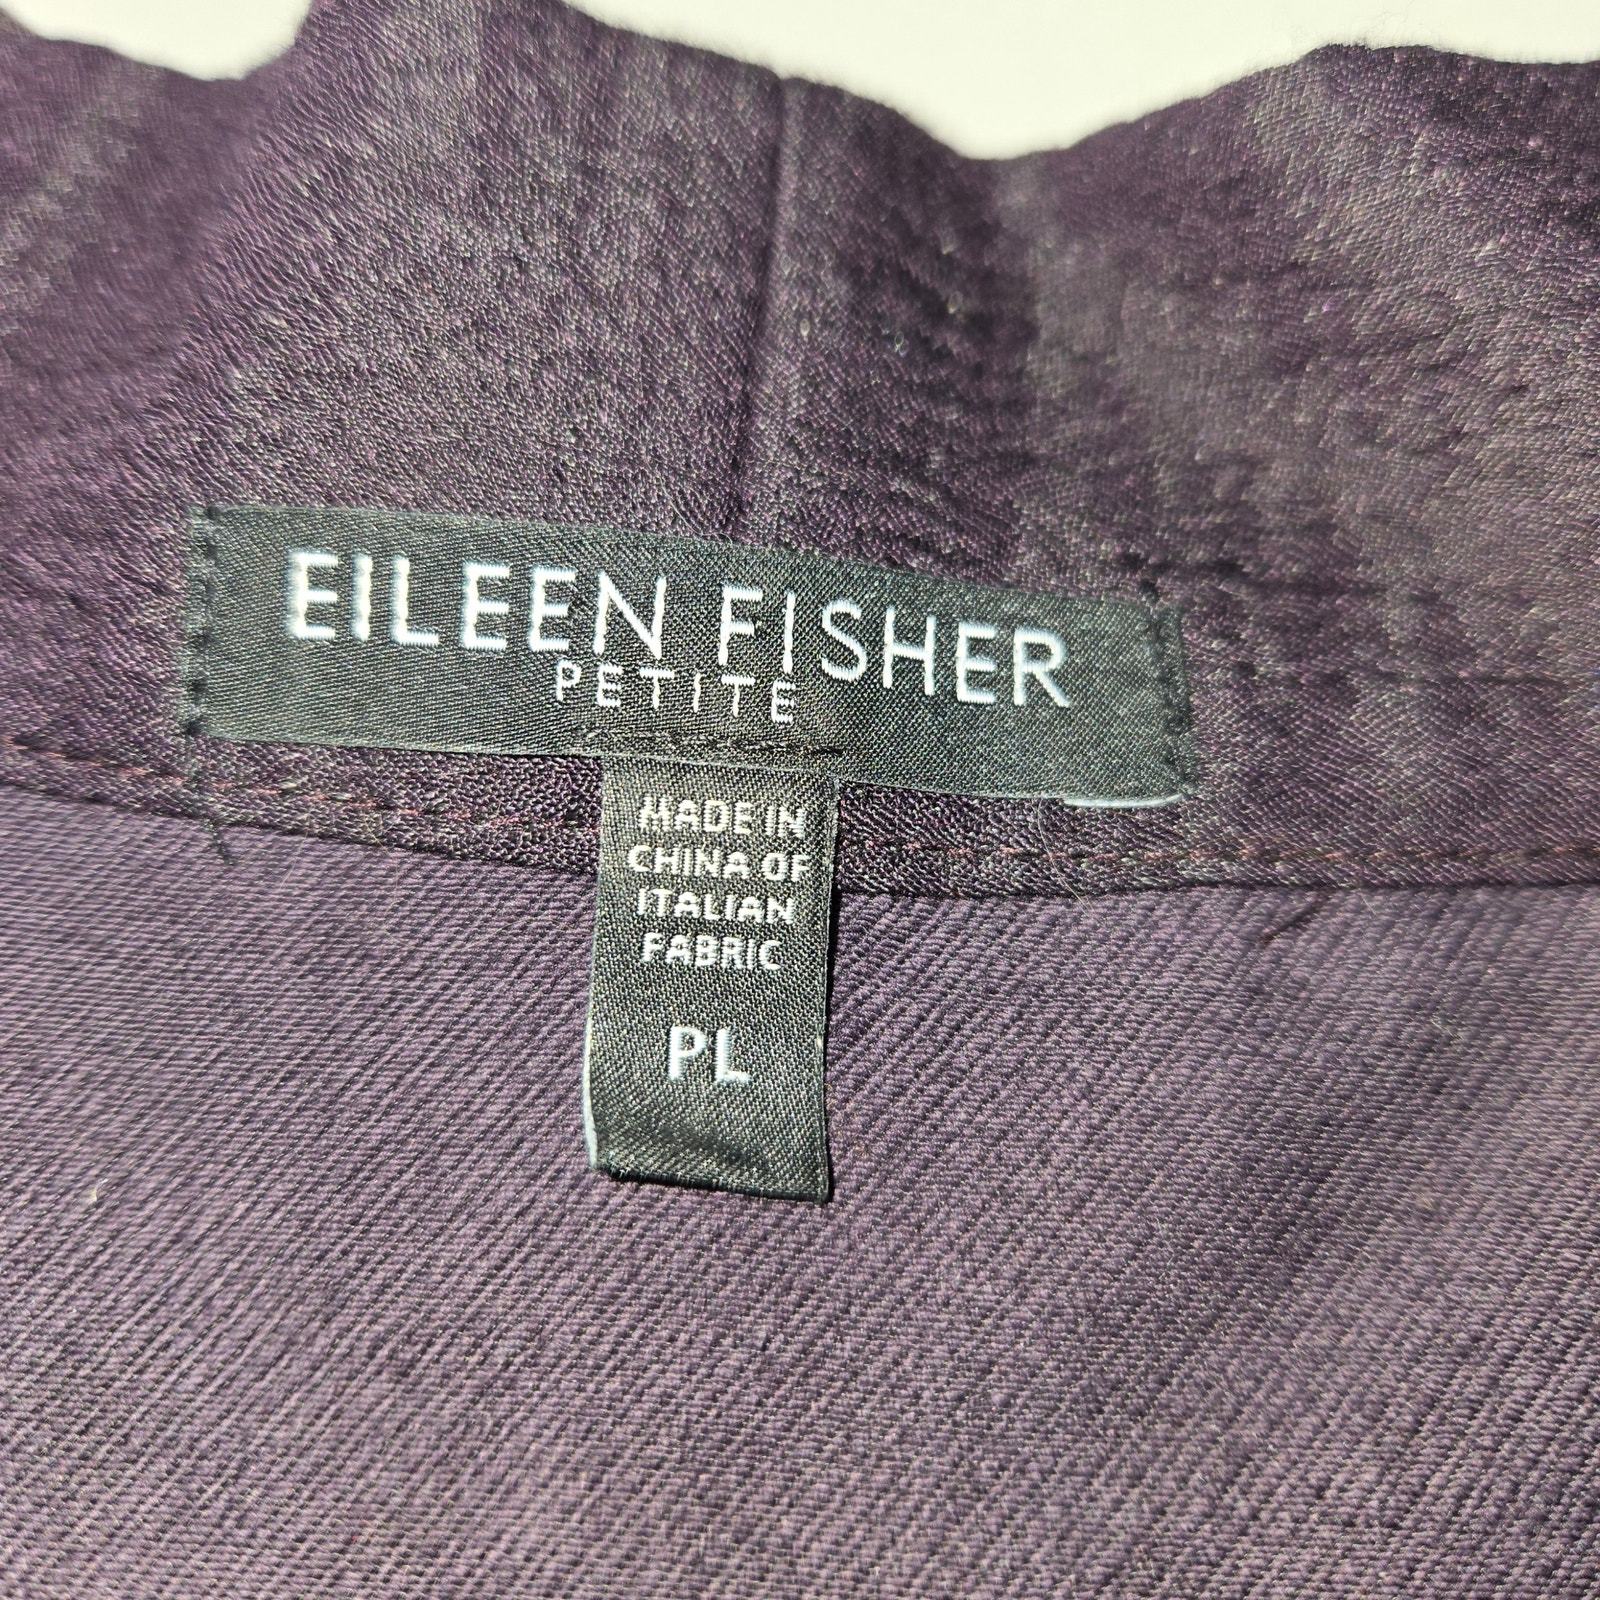 EILEEN FISHER
PETITE
MADE IN
CHINA OF
ITALIAN
FABRIC
PL